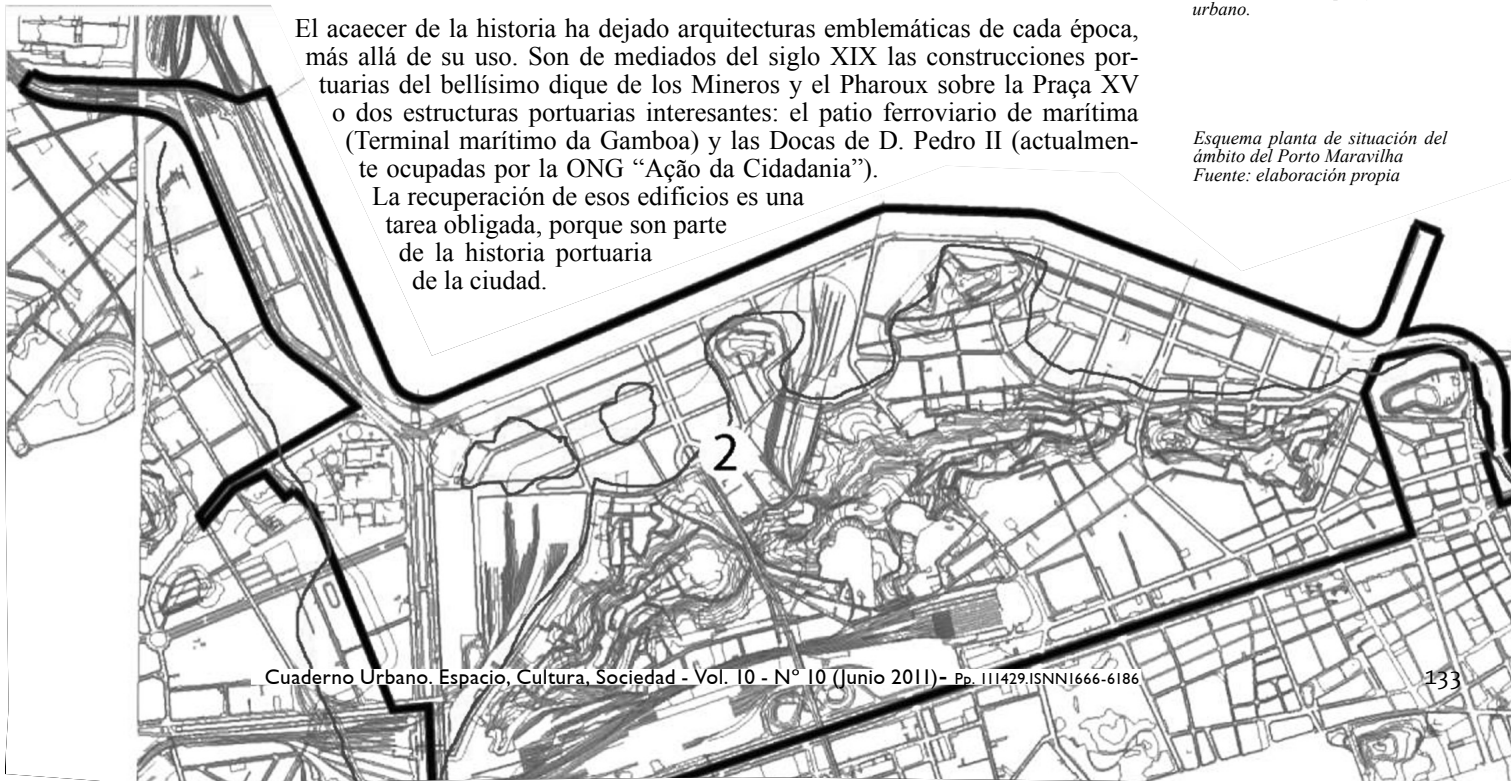 urbano.
El acaecer de la historia ha dejado arquitecturas emblemáticas de cada época,
más allá de su uso. Son de mediados del siglo XIX las construcciones por-
tuarias del bellísimo dique de los Mineros y el Pharoux sobre la Praça XV
o dos estructuras portuarias interesantes: el patio ferroviario de marítima
(Terminal marítimo da Gamboa) y las Docas de D. Pedro II (actualmen-
te ocupadas por la ONG “Ação da Cidadania”).
La recuperación de esos edificios es una
tarea obligada, porque son parte
de la historia portuaria
de la ciudad.
Esquema planta de situación del
ámbito del Porto Maravilha
Fuente: elaboración propia
2
Cuaderno Urbano. Espacio, Cultura, Sociedad - Vol. 10 - Nº 10 (Junio 2011)- Pp. 111429.ISNN1666-6186
133